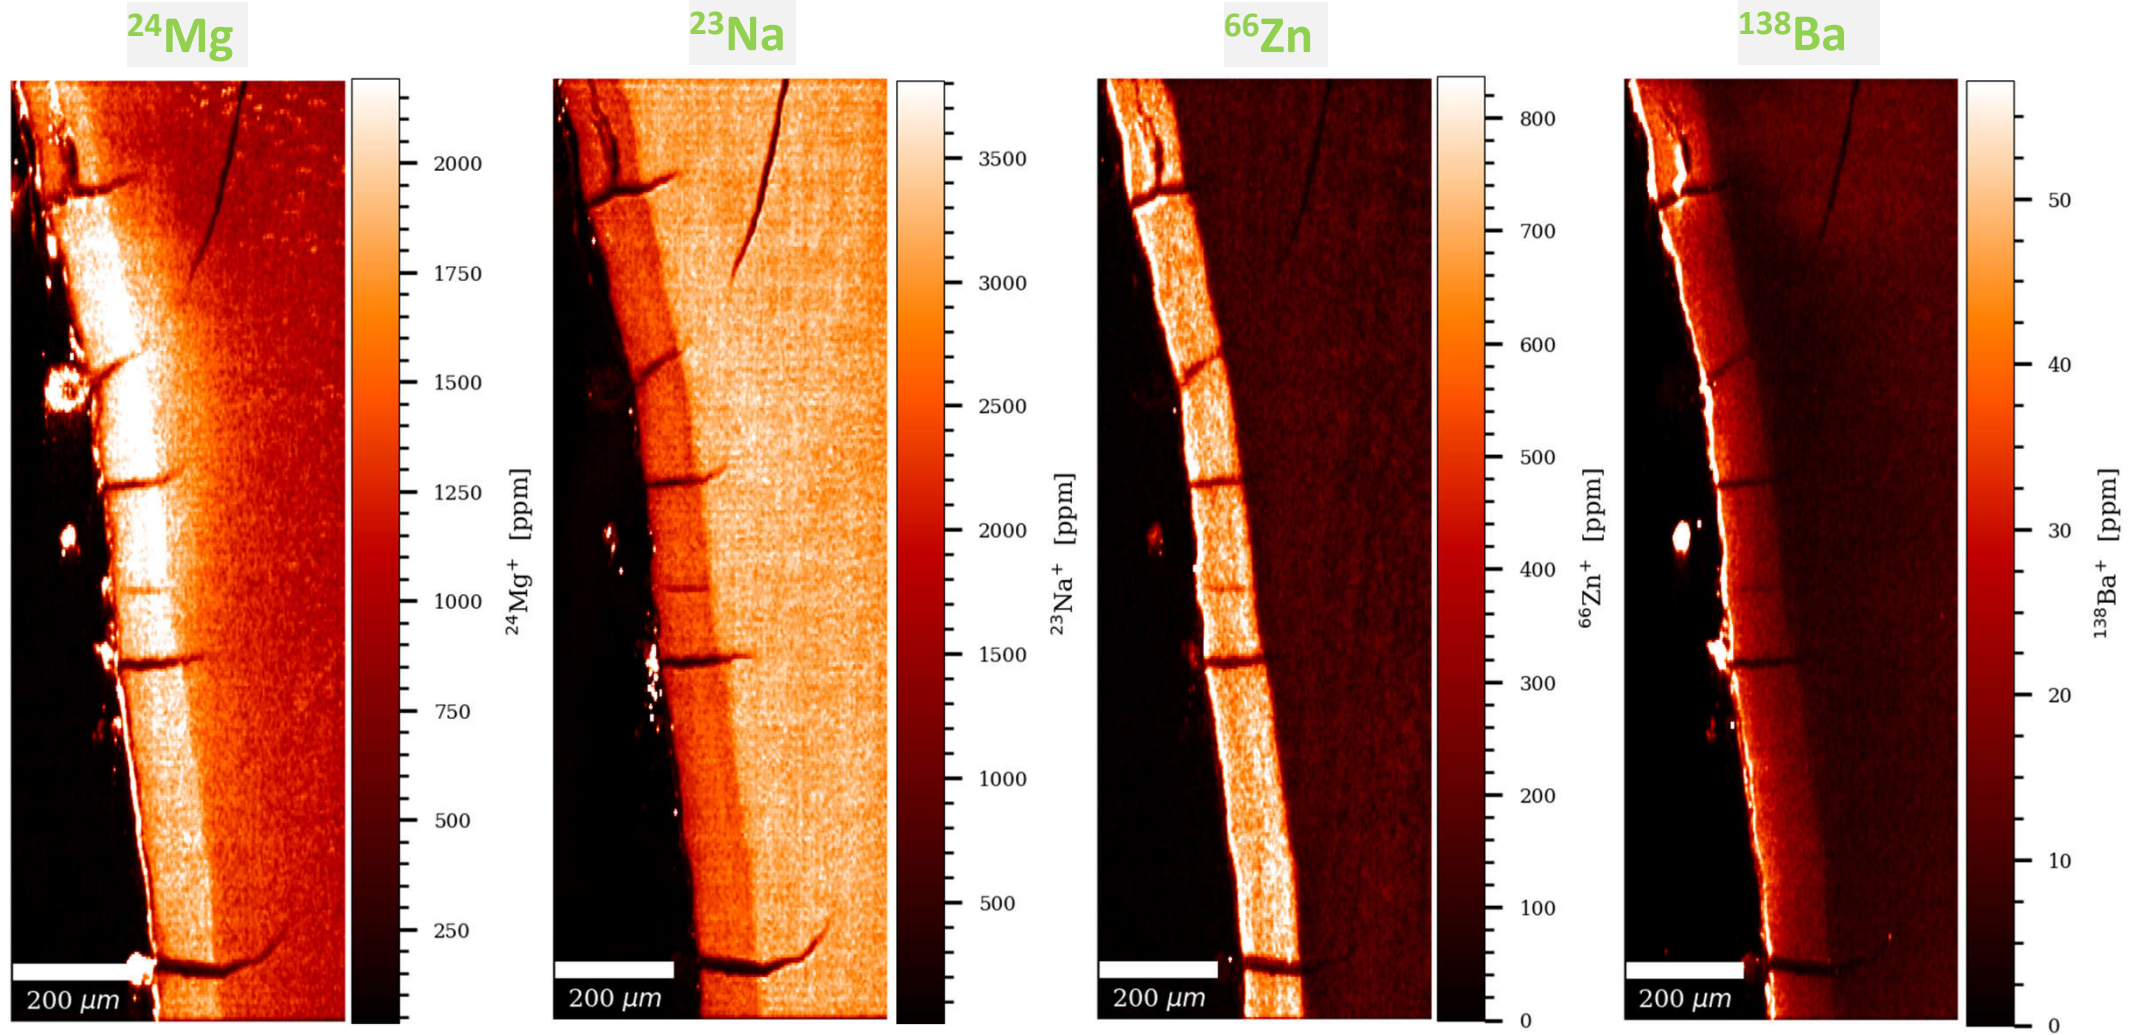 ²⁴Mg
²³Na
⁶⁶Zn
¹³⁸Ba
2000
1750
1500
1250
1000
750
500
250
²⁴Mg⁺ [ppm]
200 μm
3500
3000
2500
2000
1500
1000
500
²³Na⁺ [ppm]
200 μm
800
700
600
500
400
300
200
100
0
⁶⁶Zn⁺ [ppm]
200 μm
50
40
30
20
10
0
¹³⁸Ba⁺ [ppm]
200 μm